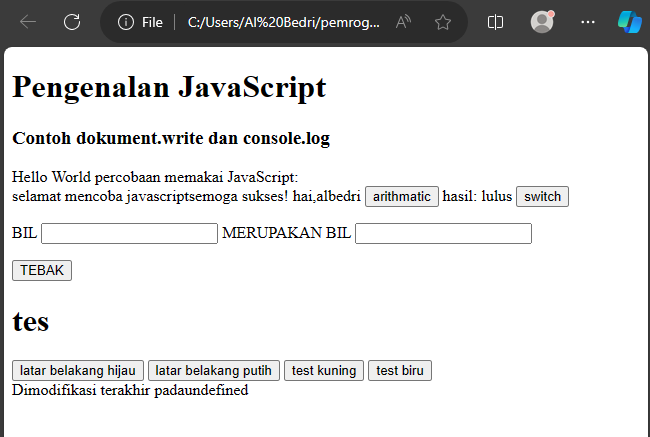 File C:/Users/Al%20Bedri/pemrog...
Pengenalan JavaScript
Contoh dokument.write dan console.log
Hello World percobaan memakai JavaScript:
selamat mencoba javascriptsemoga sukses! hai,albedri arithmatic hasil: lulus switch
BIL MERUPAKAN BIL
TEBAK
tes
latar belakang hijau latar belakang putih test kuning test biru
Dimodifikasi terakhir padaundefined